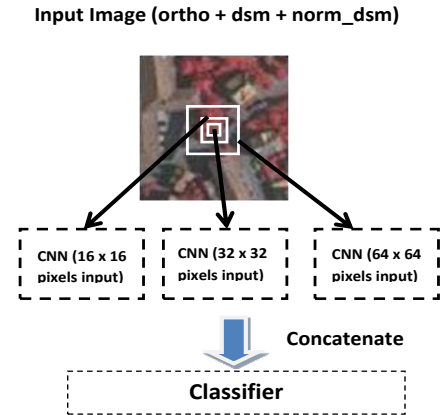 Input Image (ortho + dsm + norm_dsm)
CNN (16 x 16
pixels input)
CNN (32 x 32
pixels input)
CNN (64 x 64
pixels input)
Concatenate
Classifier